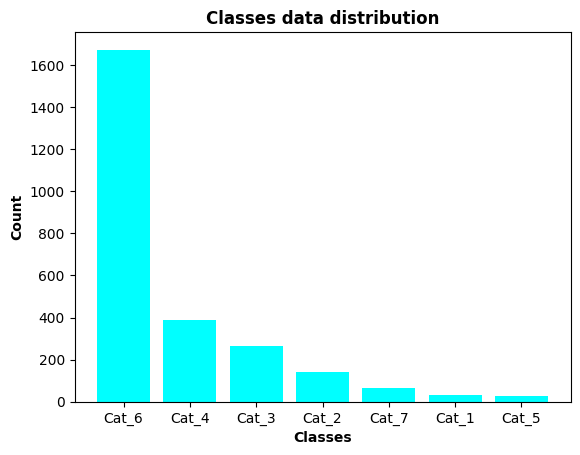 Classes data distribution
1600
1400
1200
1000
800
600
400
200
0
Count
Cat_6 Cat_4 Cat_3 Cat_2 Cat_7 Cat_1 Cat_5
Classes